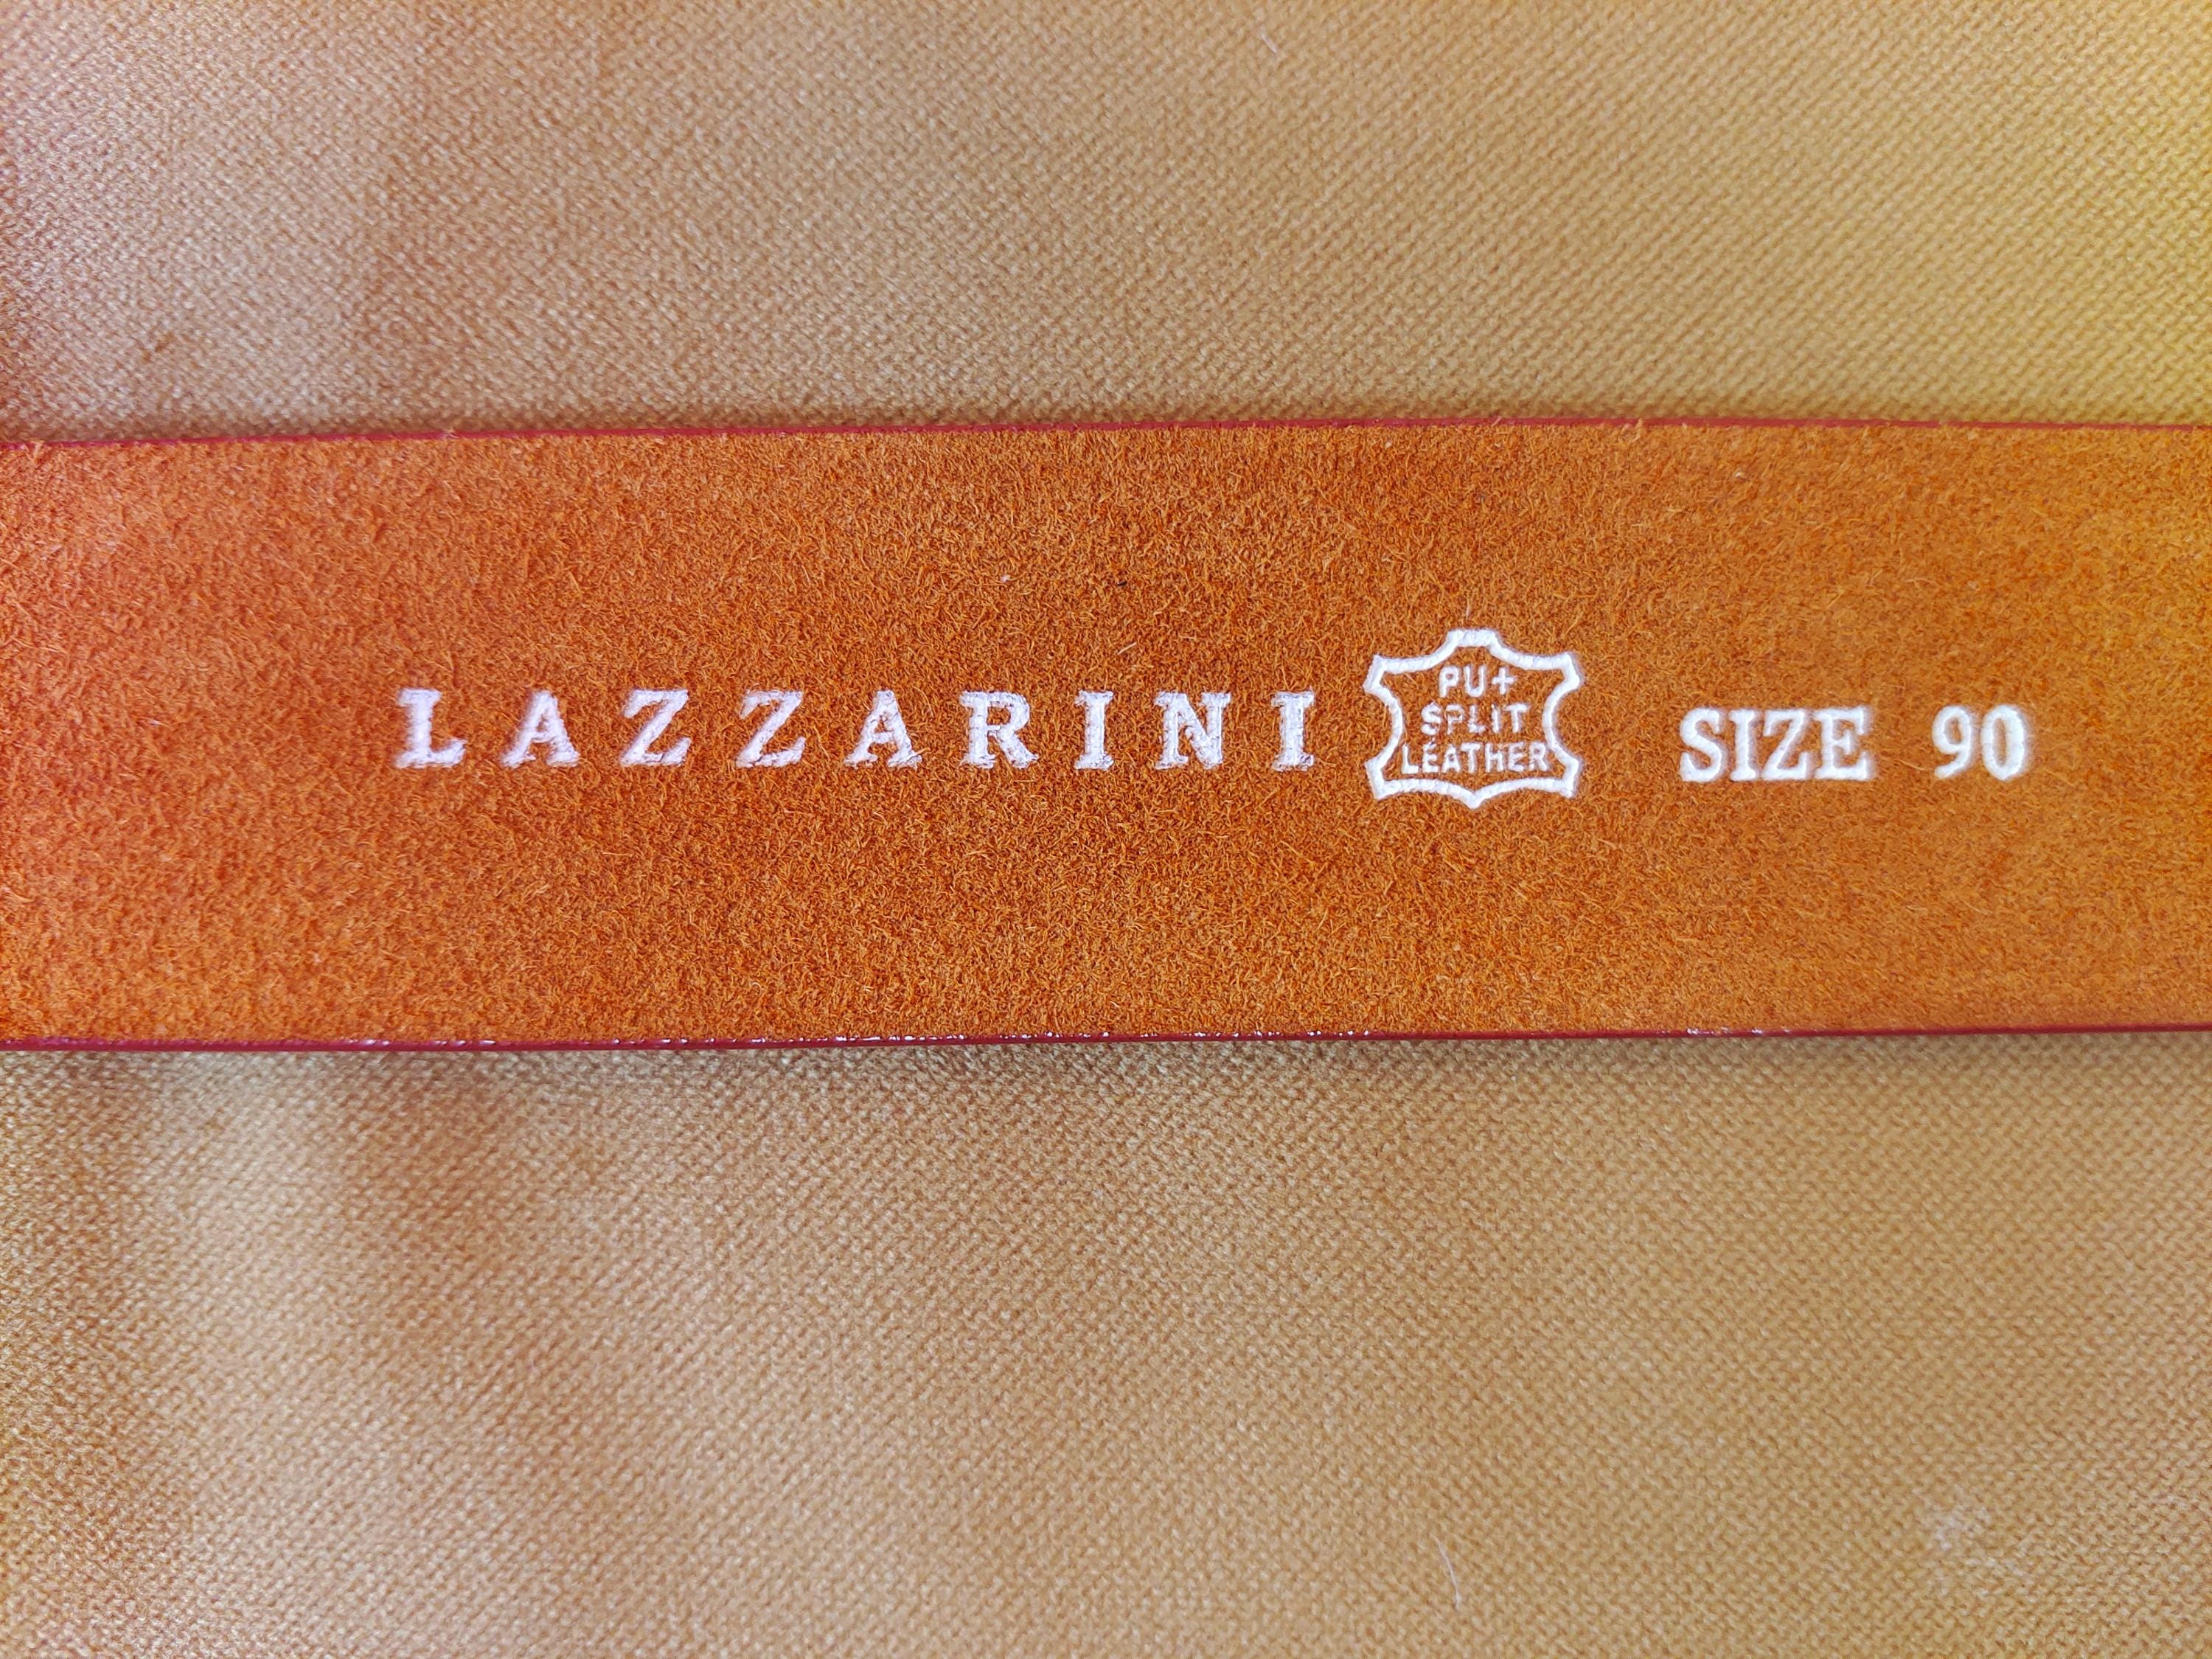 LAZZARINI
PU+
SPLIT
LEATHER
SIZE 90